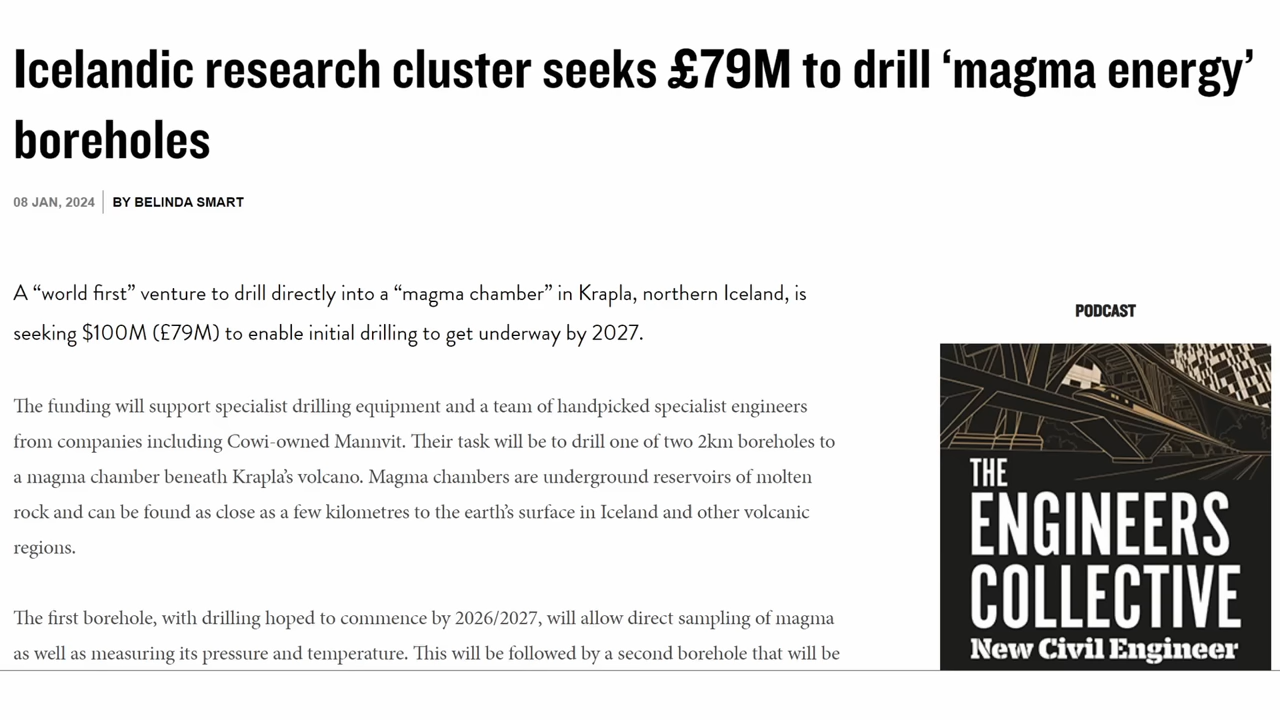 Icelandic research cluster seeks £79M to drill ‘magma energy’
boreholes
08 JAN, 2024 | BY BELINDA SMART
A “world first” venture to drill directly into a “magma chamber” in Krapla, northern Iceland, is
seeking $100M (£79M) to enable initial drilling to get underway by 2027.
The funding will support specialist drilling equipment and a team of handpicked specialist engineers
from companies including Cowi-owned Mannvit. Their task will be to drill one of two 2km boreholes to
a magma chamber beneath Krapla’s volcano. Magma chambers are underground reservoirs of molten
rock and can be found as close as a few kilometres to the earth’s surface in Iceland and other volcanic
regions.
The first borehole, with drilling hoped to commence by 2026/2027, will allow direct sampling of magma
as well as measuring its pressure and temperature. This will be followed by a second borehole that will be
PODCAST
THE
ENGINEERS
COLLECTIVE
New Civil Engineer